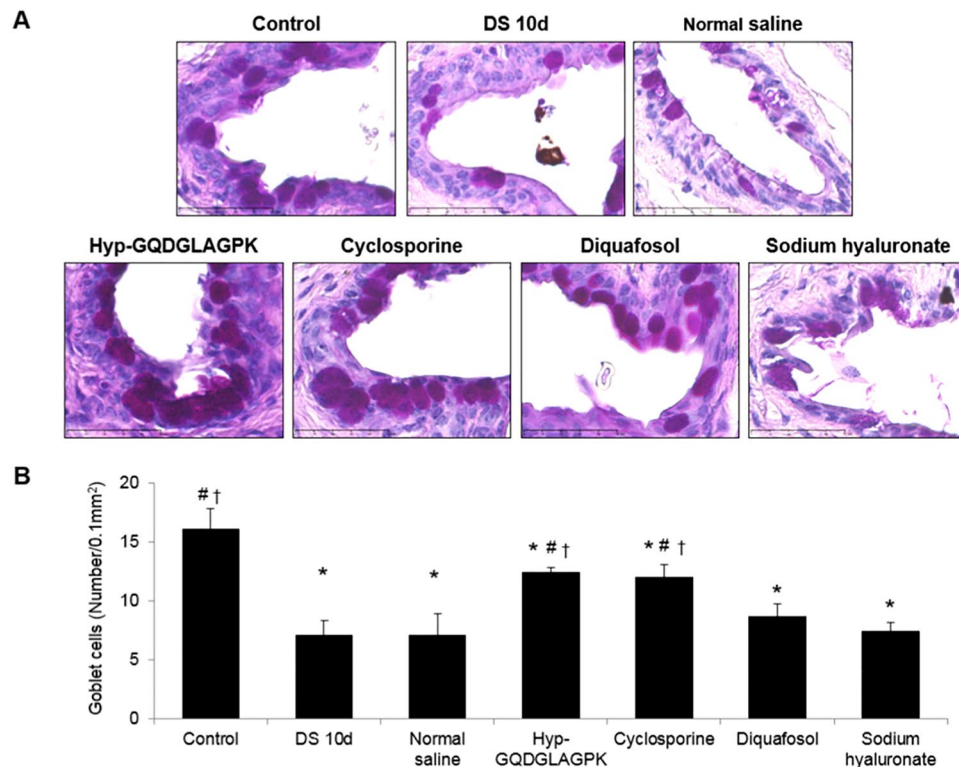 A
Control
DS 10d
Normal saline
Hyp-GQDGLAGPK
Cyclosporine
Diquafosol
Sodium hyaluronate
B
Goblet cells (Number/0.1mm²)
20
15
10
5
0
# †
*
*
* # †
* # †
*
*
Control
DS 10d
Normal
saline
Hyp-
GQDGLAGPK
Cyclosporine
Diquafosol
Sodium
hyaluronate